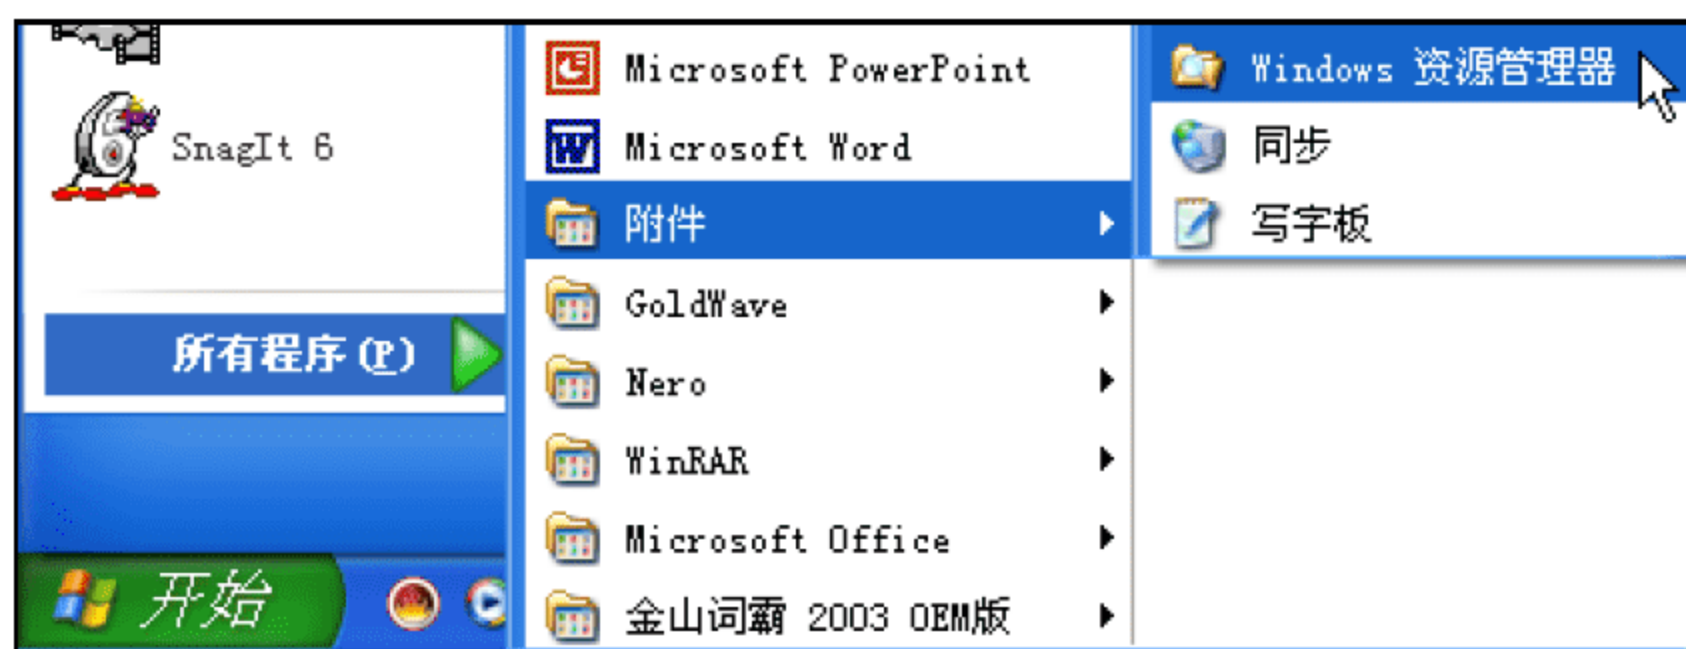 SnagIt 6
所有程序(P)
开始
Microsoft PowerPoint
Microsoft Word
附件
GoldWave
Nero
WinRAR
Microsoft Office
金山词霸 2003 OEM版
Windows 资源管理器
同步
写字板